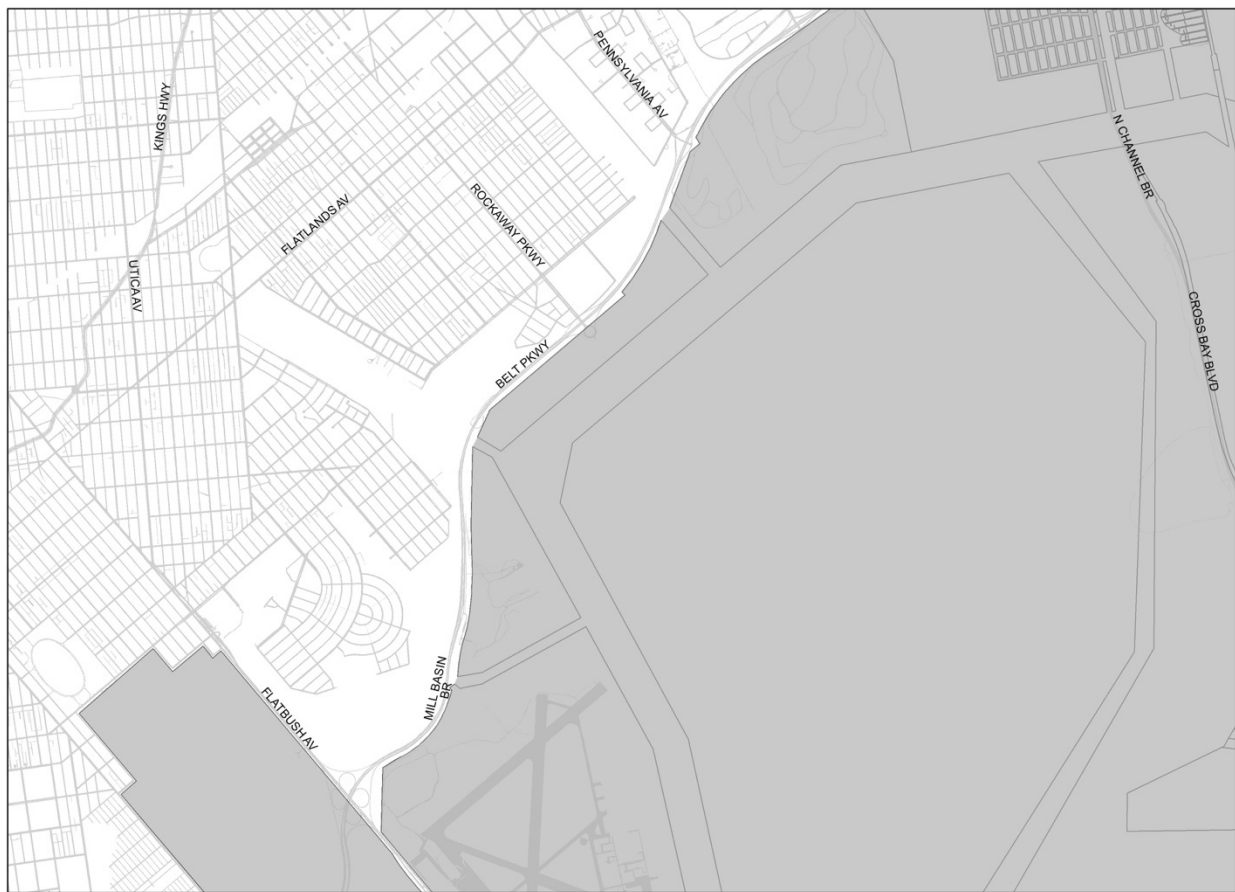 PENNSYLVANIA AV
KINGS HWY
N CHANNEL BR
FLATLANDS AV
ROCKAWAY PKWY
UTICA AV
CROSS BAY BLVD
BELT PKWY
MILL BASIN
BR
FLATBUSH AV